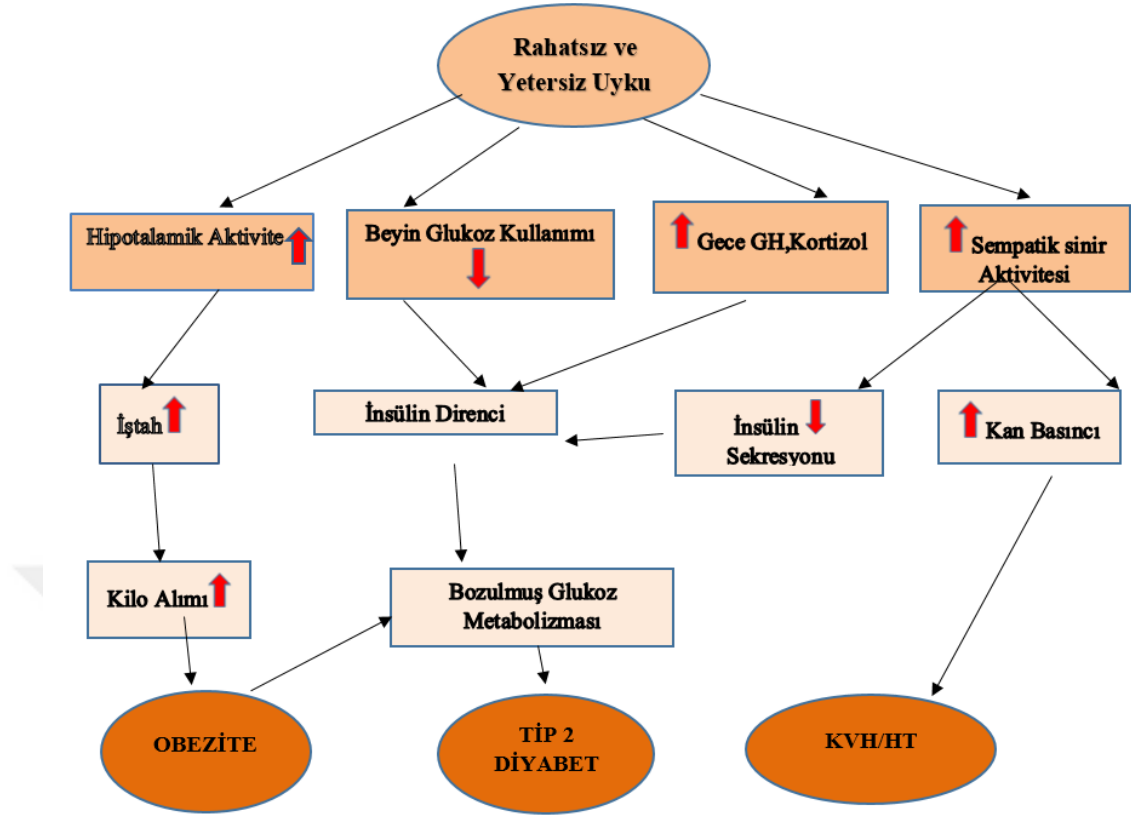 Rahatsız ve
Yetersiz Uyku
Hipotalamik Aktivite
Beyin Glukoz Kullanımı
Gece GH,Kortizol
Sempatik sinir
Aktivitesi
İştah
İnsülin Direnci
İnsülin
Sekresyonu
Kan Basıncı
Kilo Alımı
Bozulmuş Glukoz
Metabolizması
OBEZİTE
TİP 2
DİYABET
KVH/HT